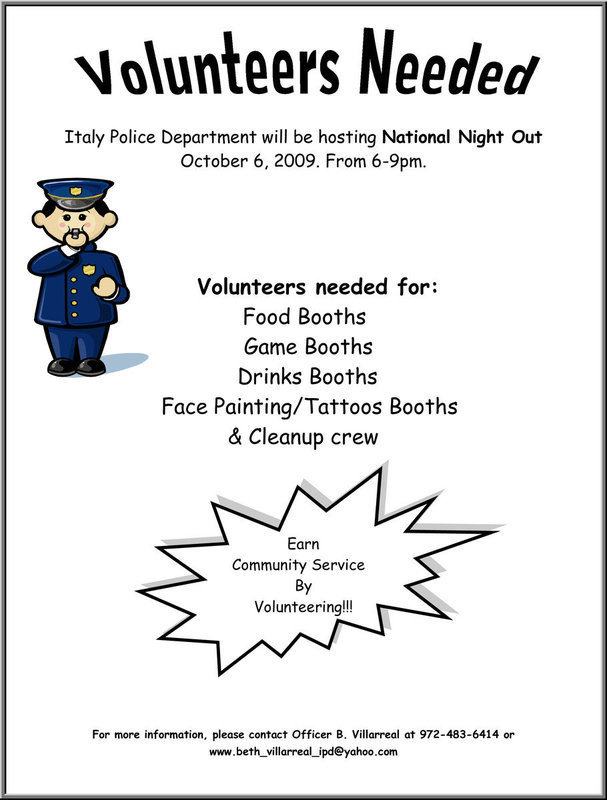 Volunteers Needed
Italy Police Department will be hosting National Night Out
October 6, 2009. From 6-9pm.
Volunteers needed for:
Food Booths
Game Booths
Drinks Booths
Face Painting/Tattoos Booths
& Cleanup crew
Earn
Community Service
By
Volunteering!!!
For more information, please contact Officer B. Villarreal at 972-483-6414 or
www.beth_villarreal_ipd@yahoo.com